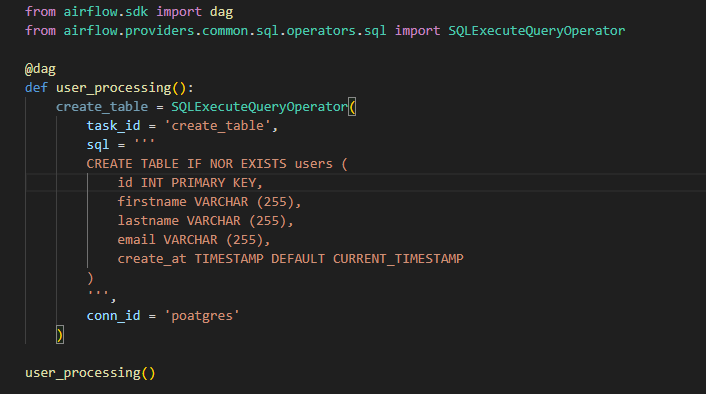 from airflow.sdk import dag
from airflow.providers.common.sql.operators.sql import SQLExecuteQueryOperator
@dag
def user_processing():
create_table = SQLExecuteQueryOperator(
task_id = 'create_table',
sql = '''
CREATE TABLE IF NOR EXISTS users (
id INT PRIMARY KEY,
firstname VARCHAR (255),
lastname VARCHAR (255),
email VARCHAR (255),
create_at TIMESTAMP DEFAULT CURRENT_TIMESTAMP
)
''',
conn_id = 'poatgres'
)
user_processing()